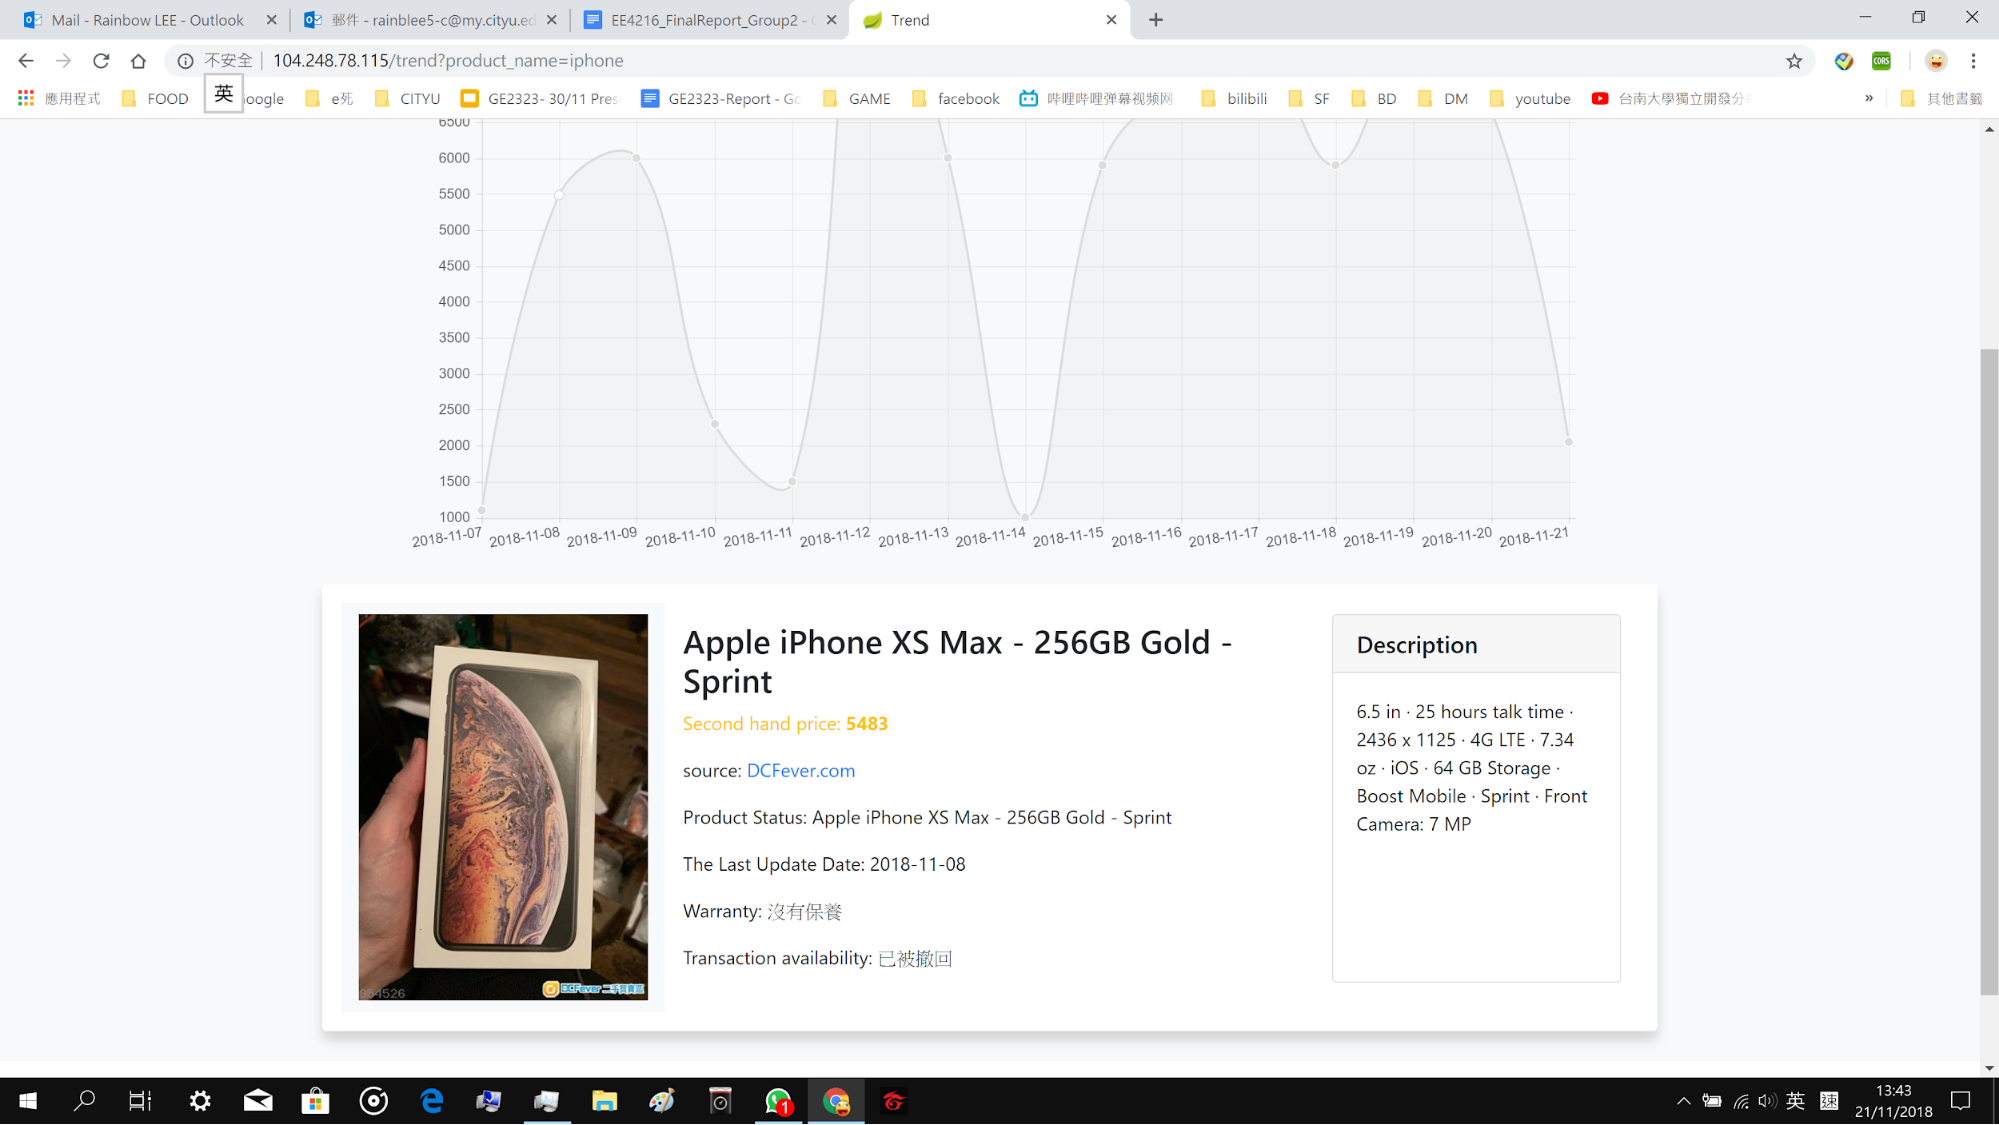 Mail - Rainbow LEE - Outlook
郵件 - rainblee5-c@my.cityu.ed
EE4216_FinalReport_Group2 -
Trend
不安全 | 104.248.78.115/trend?product_name=iphone
CORS
應用程式
FOOD
英
oogle
e死
CITYU
GE2323- 30/11 Pres
GE2323-Report - Go
GAME
facebook
哔哩哔哩弹幕视频网
bilibili
SF
BD
DM
youtube
台南大學獨立開發分
»
其他書籤
6500
6000
5500
5000
4500
4000
3500
3000
2500
2000
1500
1000
2018-11-07
2018-11-08
2018-11-09
2018-11-10
2018-11-11
2018-11-12
2018-11-13
2018-11-14
2018-11-15
2018-11-16
2018-11-17
2018-11-18
2018-11-19
2018-11-20
2018-11-21
Apple iPhone XS Max - 256GB Gold -
Sprint
Second hand price: 5483
source: DCFever.com
Product Status: Apple iPhone XS Max - 256GB Gold - Sprint
The Last Update Date: 2018-11-08
Warranty: 沒有保養
Transaction availability: 已被撤回
954526
DCFever 二手買賣區
Description
6.5 in · 25 hours talk time ·
2436 x 1125 · 4G LTE · 7.34
oz · iOS · 64 GB Storage ·
Boost Mobile · Sprint · Front
Camera: 7 MP
1
英
速
13:43
21/11/2018